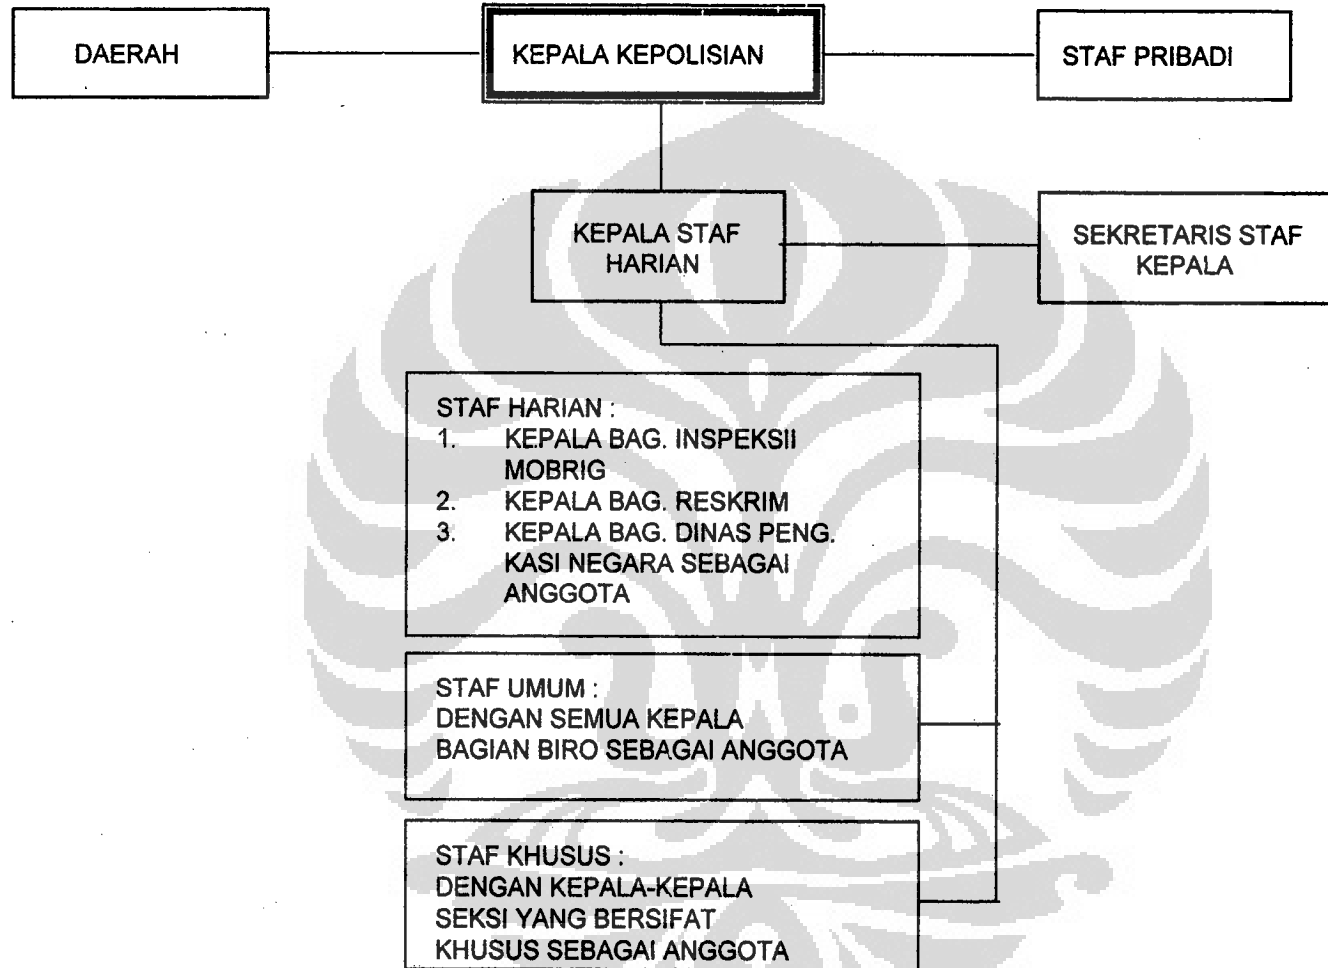 DAERAH
KEPALA KEPOLISIAN
STAF PRIBADI
KEPALA STAF
HARIAN
SEKRETARIS STAF
KEPALA
STAF HARIAN :
1. KEPALA BAG. INSPEKSII
MOBRIG
2. KEPALA BAG. RESKRIM
3. KEPALA BAG. DINAS PENG.
KASI NEGARA SEBAGAI
ANGGOTA
STAF UMUM :
DENGAN SEMUA KEPALA
BAGIAN BIRO SEBAGAI ANGGOTA
STAF KHUSUS :
DENGAN KEPALA-KEPALA
SEKSI YANG BERSIFAT
KHUSUS SEBAGAI ANGGOTA